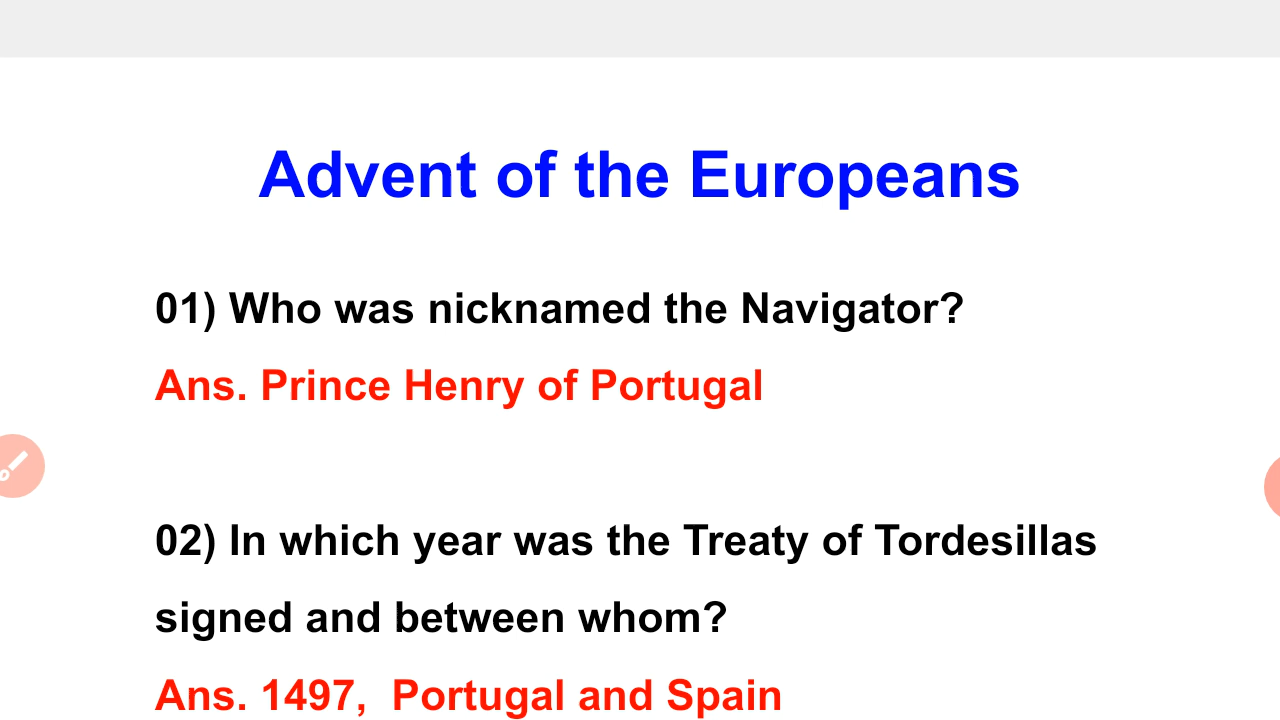 Advent of the Europeans
01) Who was nicknamed the Navigator?
Ans. Prince Henry of Portugal
02) In which year was the Treaty of Tordesillas
signed and between whom?
Ans. 1497, Portugal and Spain